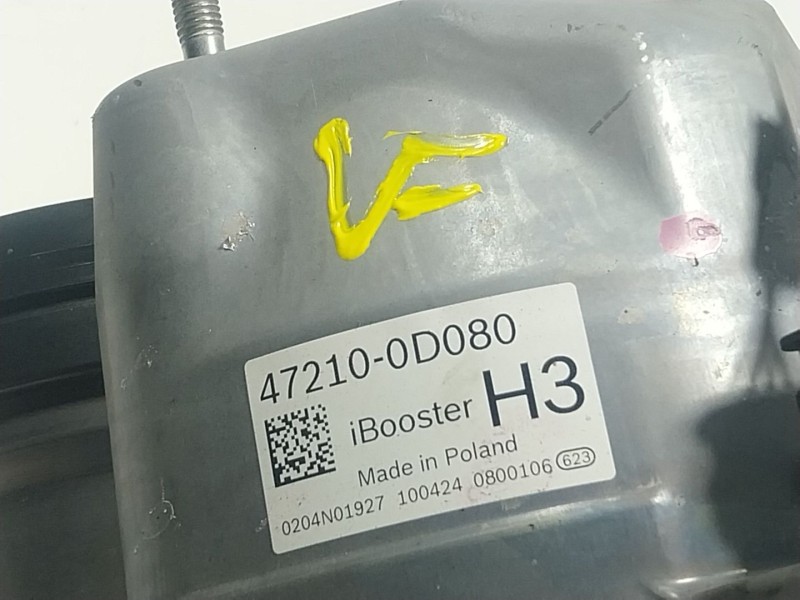 VF
47210-0D080
iBooster H3
Made in Poland
0204N01927 100424 0800106 623